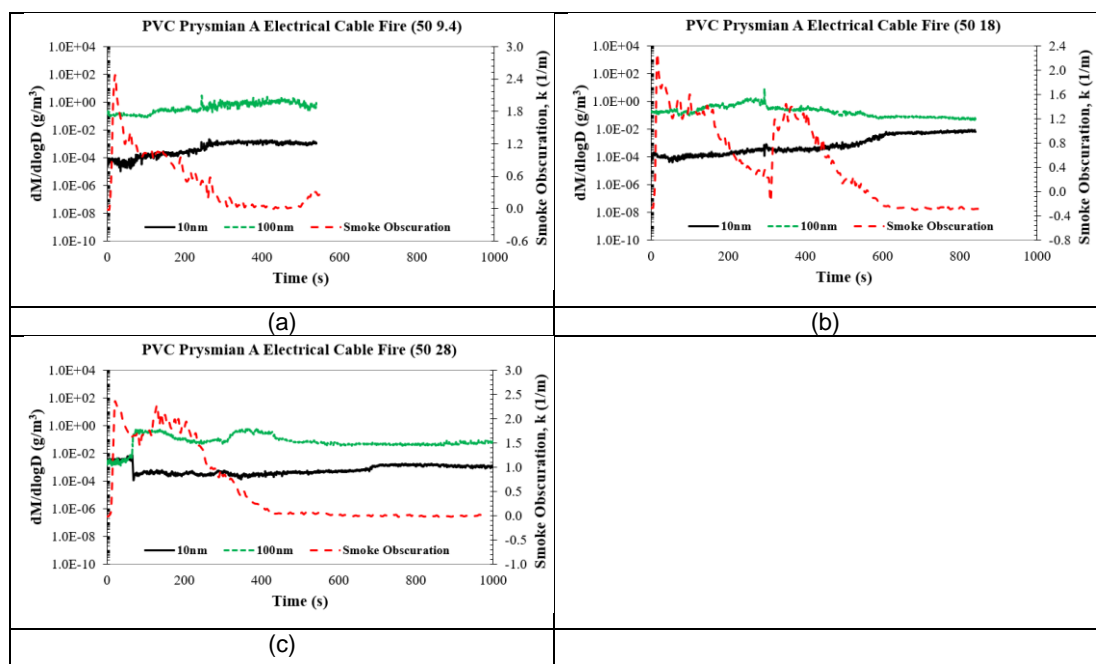 PVC Prysmian A Electrical Cable Fire (50 9.4)
1.0E+04
1.0E+02
1.0E+00
1.0E-02
1.0E-04
1.0E-06
1.0E-08
1.0E-10
dM/dlogD (g/m³)
3.0
2.4
1.8
1.2
0.6
0.0
-0.6
Smoke Obscuration, k (1/m)
10nm 100nm Smoke Obscuration
0 200 400 600 800 1000
Time (s)
(a)
PVC Prysmian A Electrical Cable Fire (50 18)
1.0E+04
1.0E+02
1.0E+00
1.0E-02
1.0E-04
1.0E-06
1.0E-08
1.0E-10
dM/dlogD (g/m³)
2.4
2.0
1.6
1.2
0.8
0.4
-0.0
-0.4
-0.8
Smoke Obscuration, k (1/m)
10nm 100nm Smoke Obscuration
0 200 400 600 800 1000
Time (s)
(b)
PVC Prysmian A Electrical Cable Fire (50 28)
1.0E+04
1.0E+02
1.0E+00
1.0E-02
1.0E-04
1.0E-06
1.0E-08
1.0E-10
dM/dlogD (g/m³)
3.0
2.5
2.0
1.5
1.0
0.5
0.0
-0.5
-1.0
Smoke Obscuration, k (1/m)
10nm 100nm Smoke Obscuration
0 200 400 600 800 1000
Time (s)
(c)